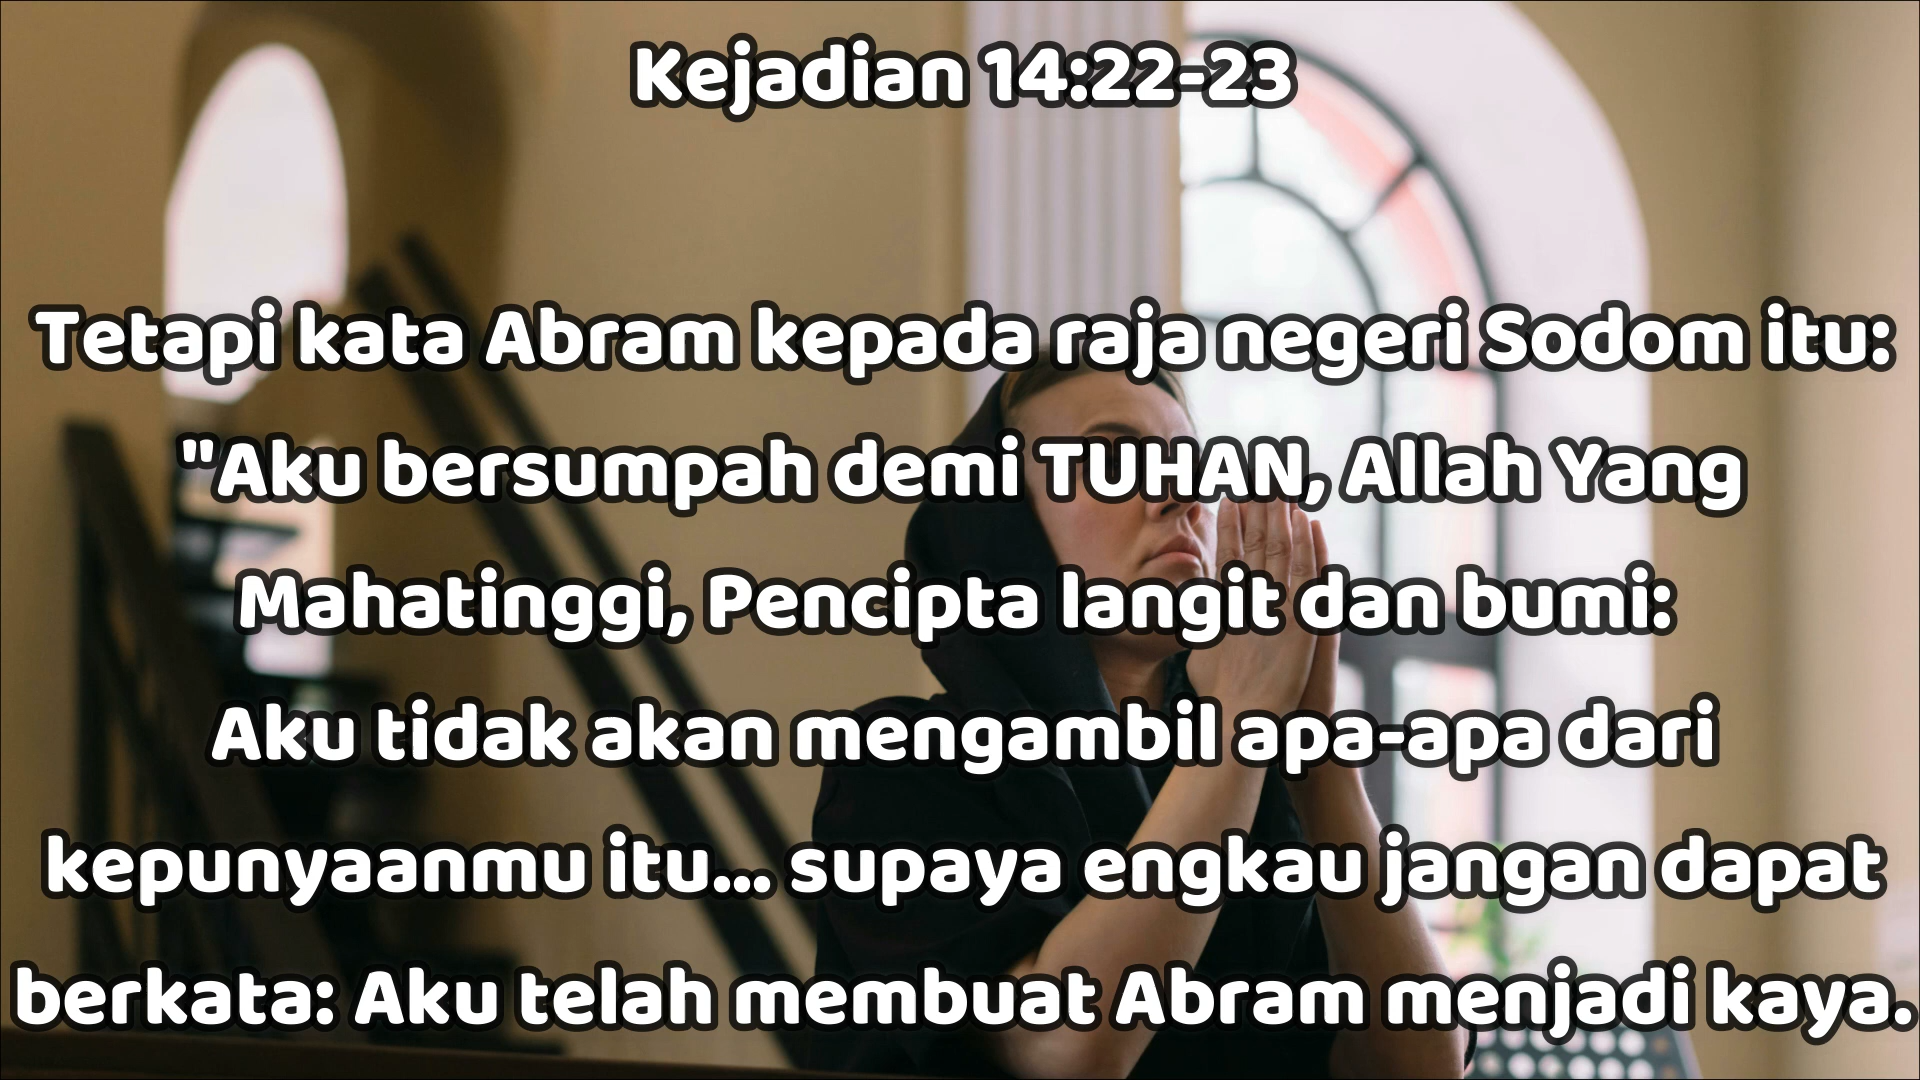 Kejadian 14:22-23
Tetapi kata Abram kepada raja negeri Sodom itu:
"Aku bersumpah demi TUHAN, Allah Yang
Mahatinggi, Pencipta langit dan bumi:
Aku tidak akan mengambil apa-apa dari
kepunyaanmu itu... supaya engkau jangan dapat
berkata: Aku telah membuat Abram menjadi kaya.